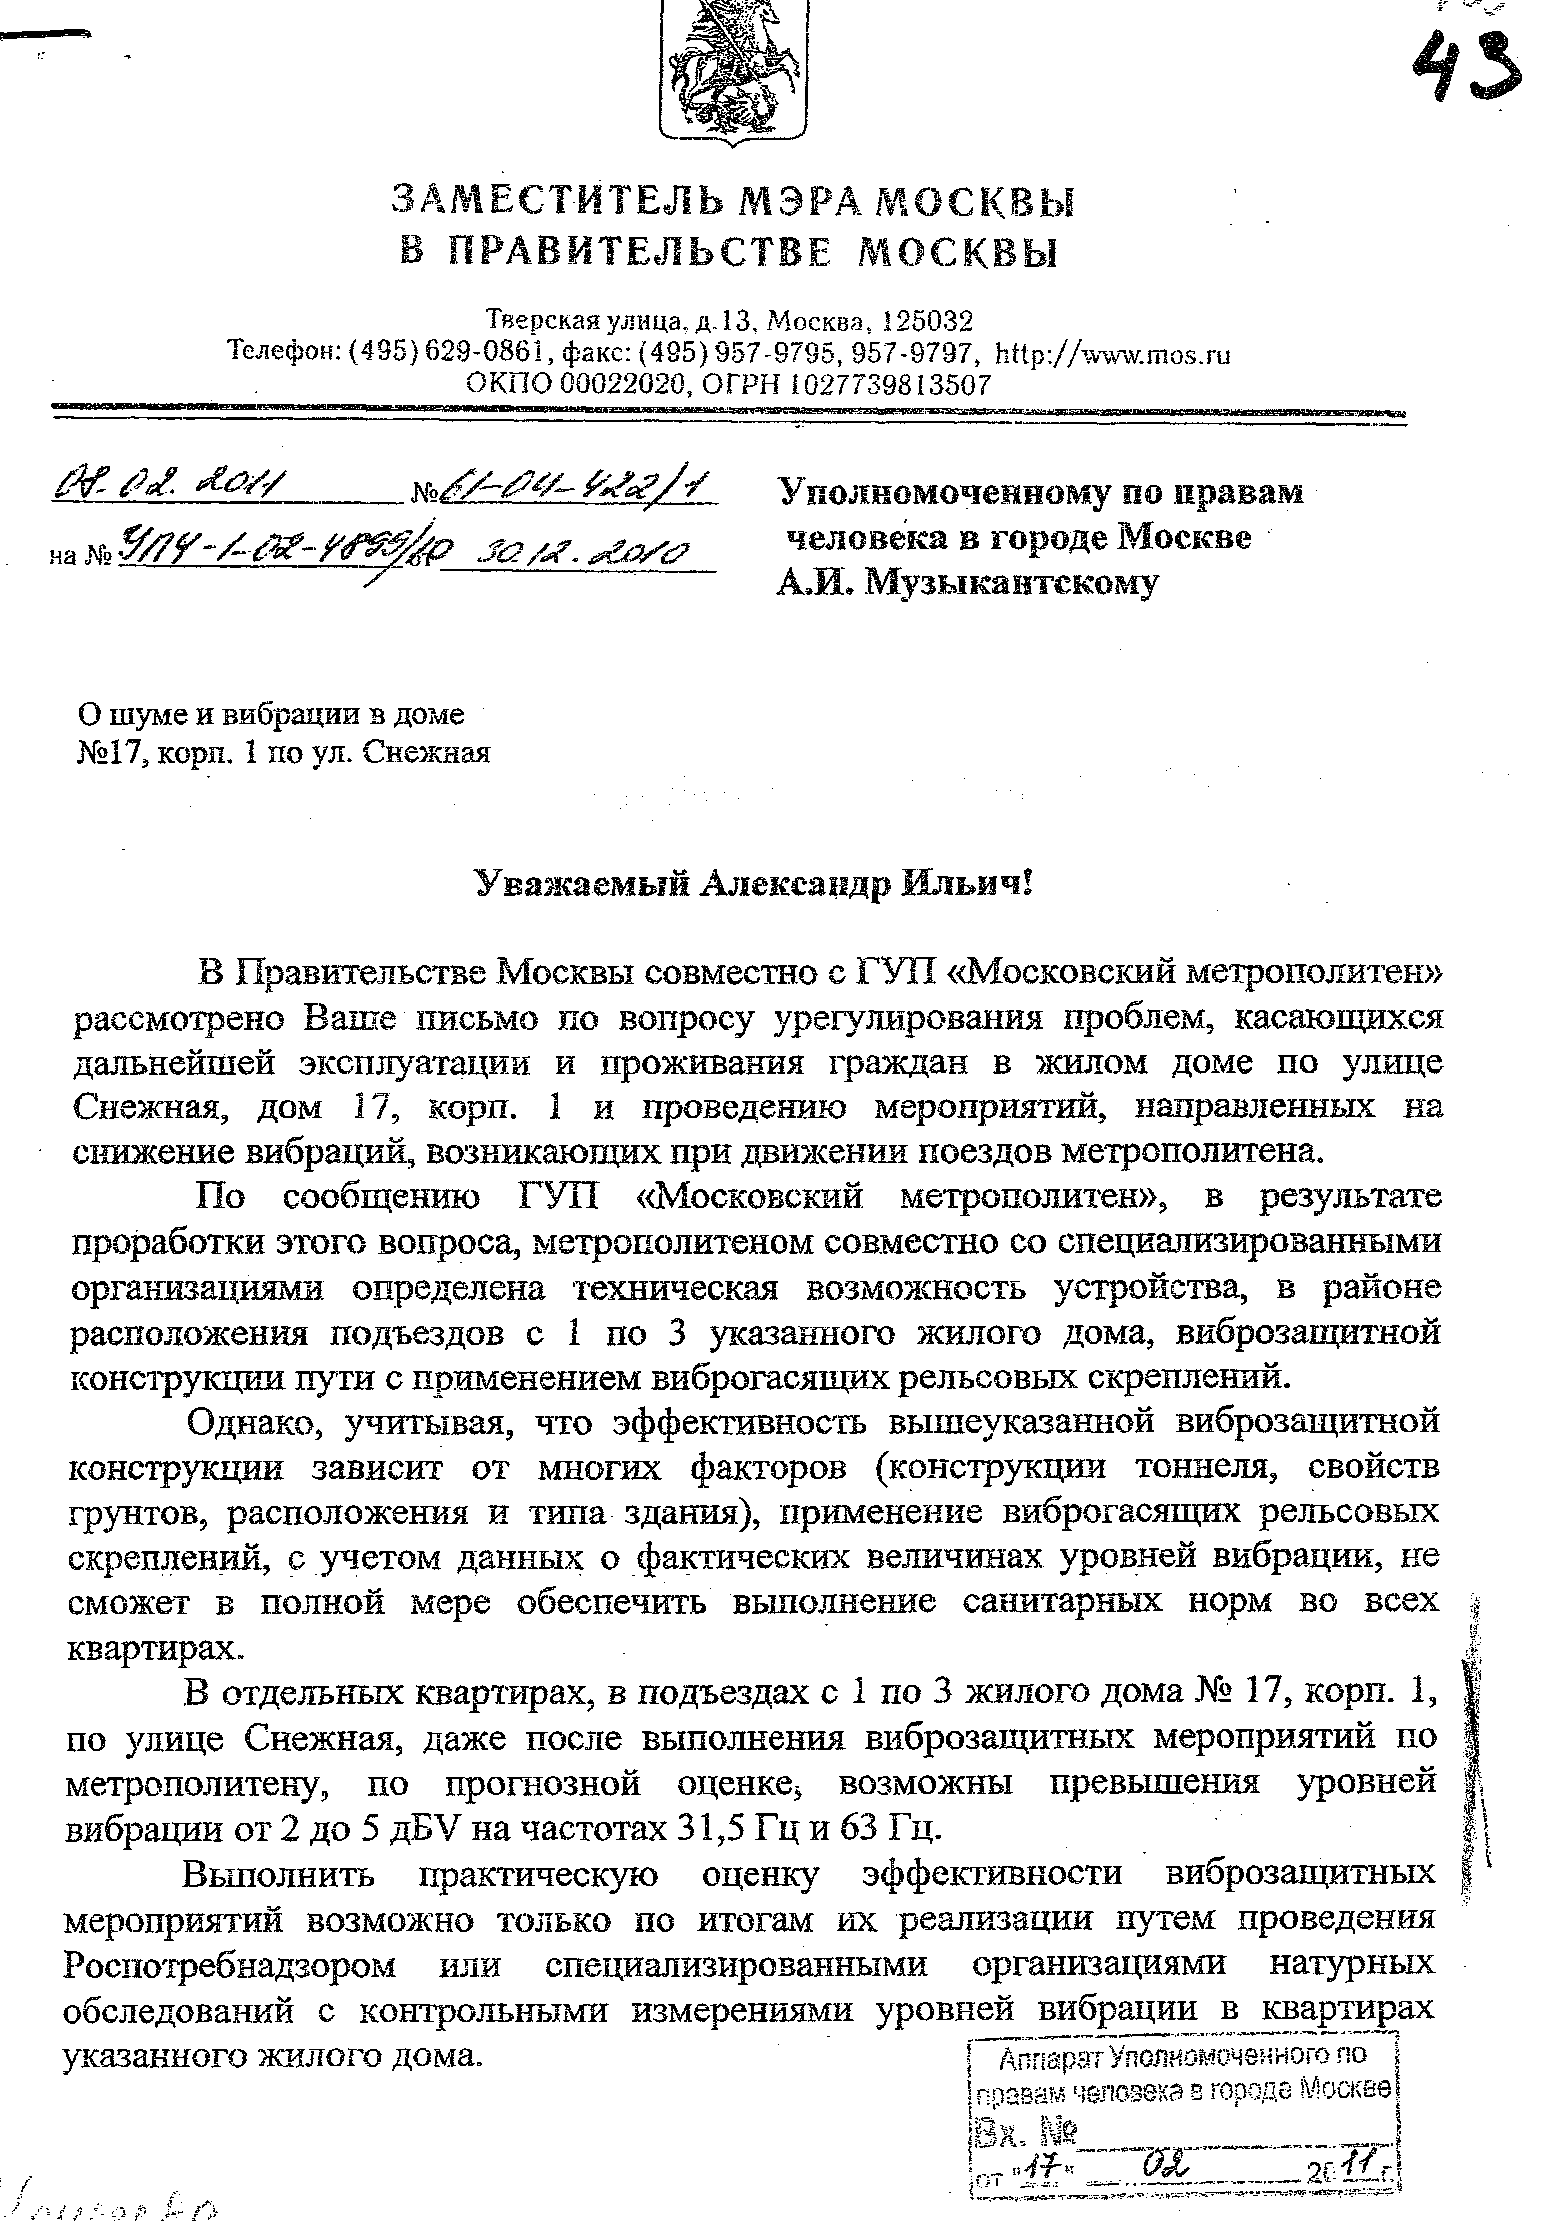 43
ЗАМЕСТИТЕЛЬ МЭРА МОСКВЫ
В ПРАВИТЕЛЬСТВЕ МОСКВЫ
Тверская улица, д.13, Москва, 125032
Телефон: (495) 629-0861, факс: (495) 957-9795, 957-9797, http://www.mos.ru
ОКПО 00022020, ОГРН 1027739813507
08.02.2011 № 61-04-422/1
на № УПЧ-1-02-4899/ 30.12.2010
Уполномоченному по правам
человека в городе Москве
А.И. Музыкантскому
О шуме и вибрации в доме
№17, корп. 1 по ул. Снежная
Уважаемый Александр Ильич!
В Правительстве Москвы совместно с ГУП «Московский метрополитен»
рассмотрено Ваше письмо по вопросу урегулирования проблем, касающихся
дальнейшей эксплуатации и проживания граждан в жилом доме по улице
Снежная, дом 17, корп. 1 и проведению мероприятий, направленных на
снижение вибраций, возникающих при движении поездов метрополитена.
По сообщению ГУП «Московский метрополитен», в результате
проработки этого вопроса, метрополитеном совместно со специализированными
организациями определена техническая возможность устройства, в районе
расположения подъездов с 1 по 3 указанного жилого дома, виброзащитной
конструкции пути с применением виброгасящих рельсовых скреплений.
Однако, учитывая, что эффективность вышеуказанной виброзащитной
конструкции зависит от многих факторов (конструкции тоннеля, свойств
грунтов, расположения и типа здания), применение виброгасящих рельсовых
скреплений, с учетом данных о фактических величинах уровней вибрации, не
сможет в полной мере обеспечить выполнение санитарных норм во всех
квартирах.
В отдельных квартирах, в подъездах с 1 по 3 жилого дома № 17, корп. 1,
по улице Снежная, даже после выполнения виброзащитных мероприятий по
метрополитену, по прогнозной оценке, возможны превышения уровней
вибрации от 2 до 5 дБV на частотах 31,5 Гц и 63 Гц.
Выполнить практическую оценку эффективности виброзащитных
мероприятий возможно только по итогам их реализации путем проведения
Роспотребнадзором или специализированными организациями натурных
обследований с контрольными измерениями уровней вибрации в квартирах
указанного жилого дома.
Аппарат Уполномоченного по
правам человека в городе Москве
Вх. №
от "17" 02 2011 г.